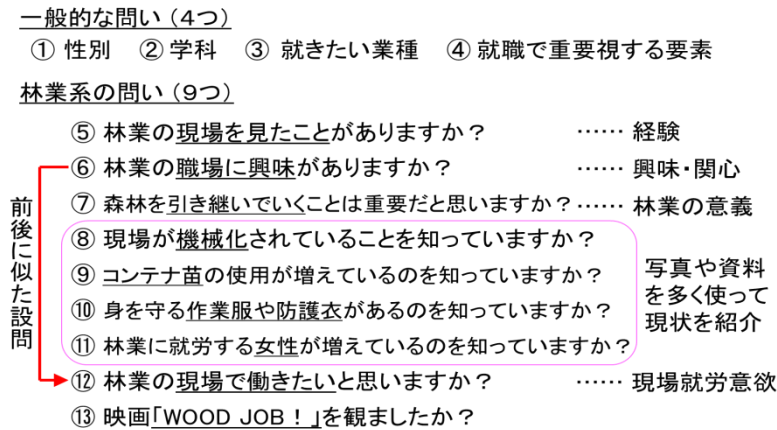 一般的な問い（４つ）
① 性別　② 学科　③ 就きたい業種　④ 就職で重要視する要素
林業系の問い（９つ）
⑤ 林業の現場を見たことがありますか？　…… 経験
⑥ 林業の職場に興味がありますか？　…… 興味・関心
⑦ 森林を引き継いでいくことは重要だと思いますか？…… 林業の意義
⑧ 現場が機械化されていることを知っていますか？
⑨ コンテナ苗の使用が増えているのを知っていますか？
⑩ 身を守る作業服や防護衣があるのを知っていますか？
⑪ 林業に就労する女性が増えているのを知っていますか？
写真や資料
を多く使って
現状を紹介
⑫ 林業の現場で働きたいと思いますか？　…… 現場就労意欲
⑬ 映画「WOOD JOB！」を観ましたか？
前後に似た設問